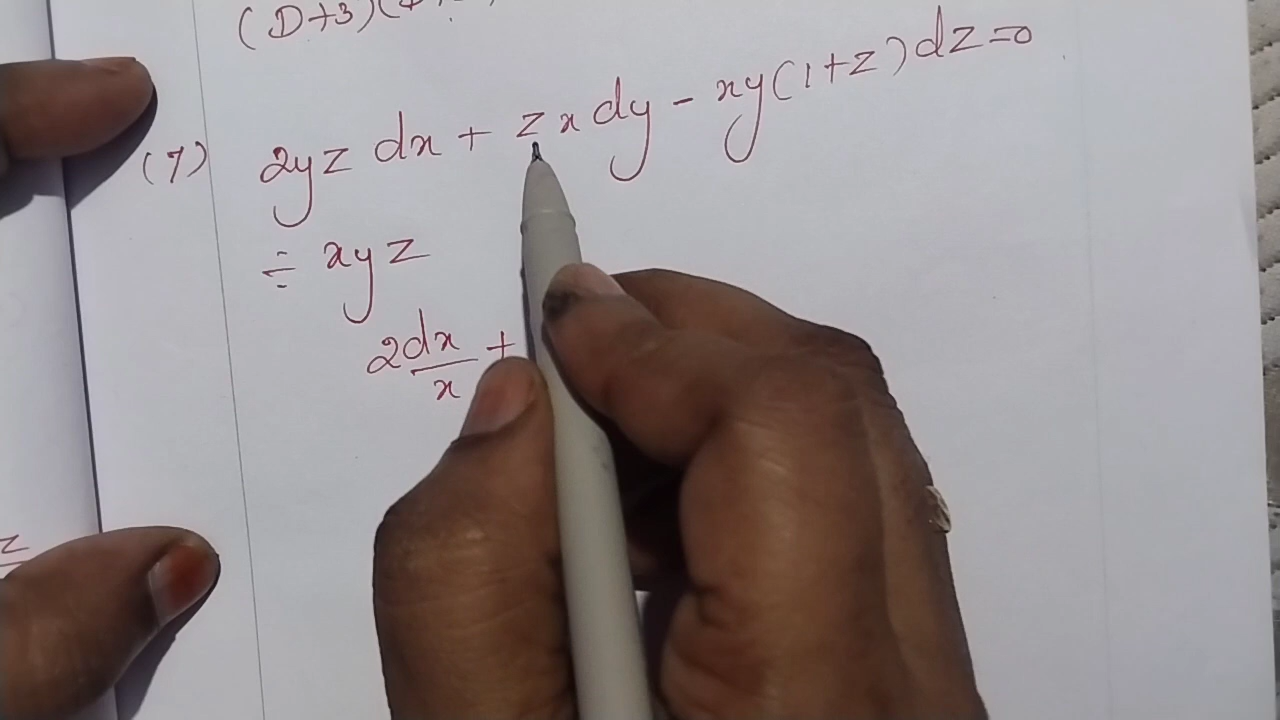 (D+3)(
(7) 2yz dx + zx dy - xy(1+z) dz=0
÷ xyz
2dx/x +
z